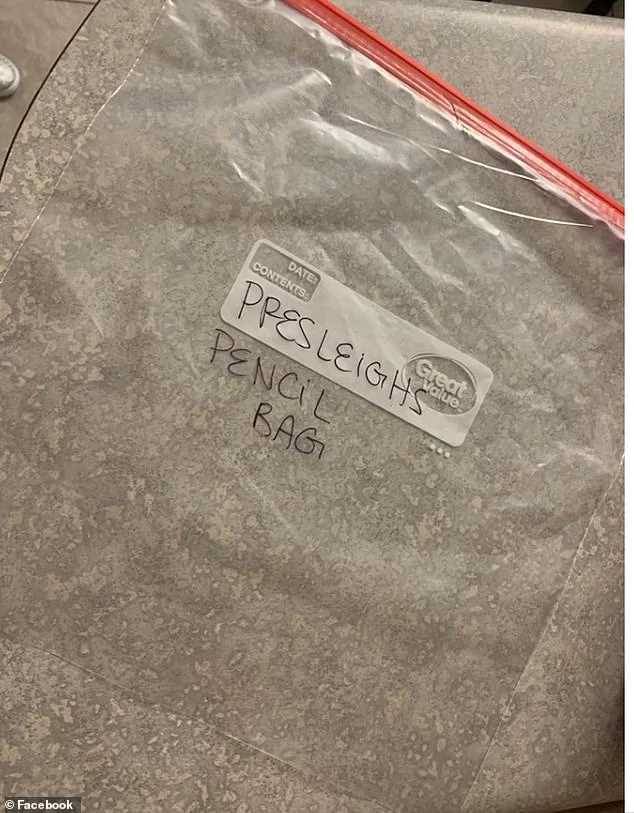 DATE:
CONTENTS:
PRESLEIGHS
Great
Value
PENCIL
BAG
© Facebook